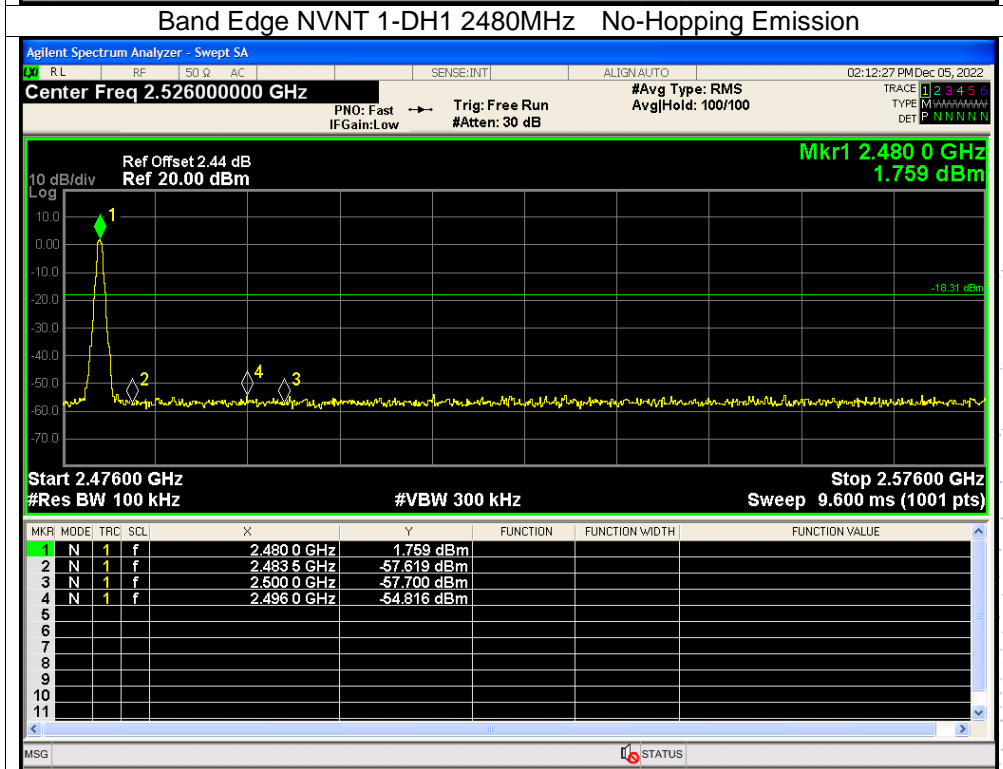 Band Edge NVNT 1-DH1 2480MHz No-Hopping Emission
Agilent Spectrum Analyzer - Swept SA
LXI RL RF 50 Ω AC SENSE:INT ALIGN AUTO 02:12:27 PM Dec 05, 2022
Center Freq 2.526000000 GHz #Avg Type: RMS TRACE 1 2 3 4 5 6
PNO: Fast Trig: Free Run Avg|Hold: 100/100 TYPE M WWWWW
IFGain:Low #Atten: 30 dB DET P N N N N N
Mkr1 2.480 0 GHz
1.759 dBm
Ref Offset 2.44 dB
10 dB/div Ref 20.00 dBm
Log
10.0
0.00
-10.0
-20.0
-30.0
-40.0
-50.0
-60.0
-70.0
1
-18.31 dBm
2
4
3
Start 2.47600 GHz Stop 2.57600 GHz
#Res BW 100 kHz #VBW 300 kHz Sweep 9.600 ms (1001 pts)
MKR MODE TRC SCL X Y FUNCTION FUNCTION WIDTH FUNCTION VALUE
1 N 1 f 2.480 0 GHz 1.759 dBm
2 N 1 f 2.483 5 GHz -57.619 dBm
3 N 1 f 2.500 0 GHz -57.700 dBm
4 N 1 f 2.496 0 GHz -54.816 dBm
5
6
7
8
9
10
11
MSG STATUS